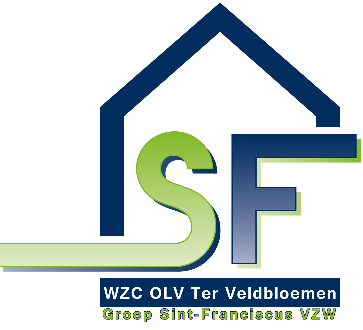 SF
WZC OLV Ter Veldbloemen
Groep Sint-Franciscus VZW